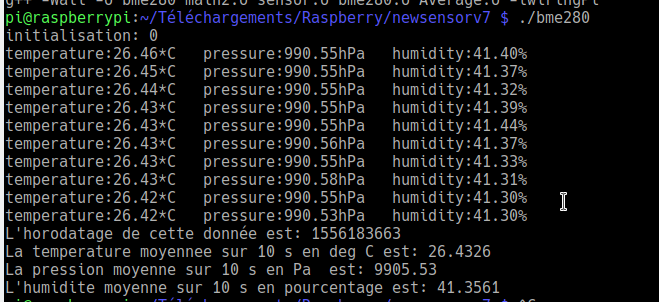 g++ -Wall -o bme280 math2.o sensor.o bme280.o Average.o -lwiringPi
pi@raspberrypi:~/Téléchargements/Raspberry/newsensorv7 $ ./bme280
initialisation: 0
temperature:26.46*C   pressure:990.55hPa   humidity:41.40%
temperature:26.45*C   pressure:990.55hPa   humidity:41.37%
temperature:26.44*C   pressure:990.55hPa   humidity:41.32%
temperature:26.43*C   pressure:990.55hPa   humidity:41.39%
temperature:26.43*C   pressure:990.55hPa   humidity:41.44%
temperature:26.43*C   pressure:990.56hPa   humidity:41.37%
temperature:26.43*C   pressure:990.55hPa   humidity:41.33%
temperature:26.43*C   pressure:990.58hPa   humidity:41.31%
temperature:26.42*C   pressure:990.55hPa   humidity:41.30%
temperature:26.42*C   pressure:990.53hPa   humidity:41.30%
L'horodatage de cette donnée est: 1556183663
La temperature moyennee sur 10 s en deg C est: 26.4326
La pression moyenne sur 10 s en Pa  est: 9905.53
L'humidite moyenne sur 10 s en pourcentage est: 41.3561
pi@raspberrypi:~/Téléchargements/Raspberry/newsensorv7 $ ^C